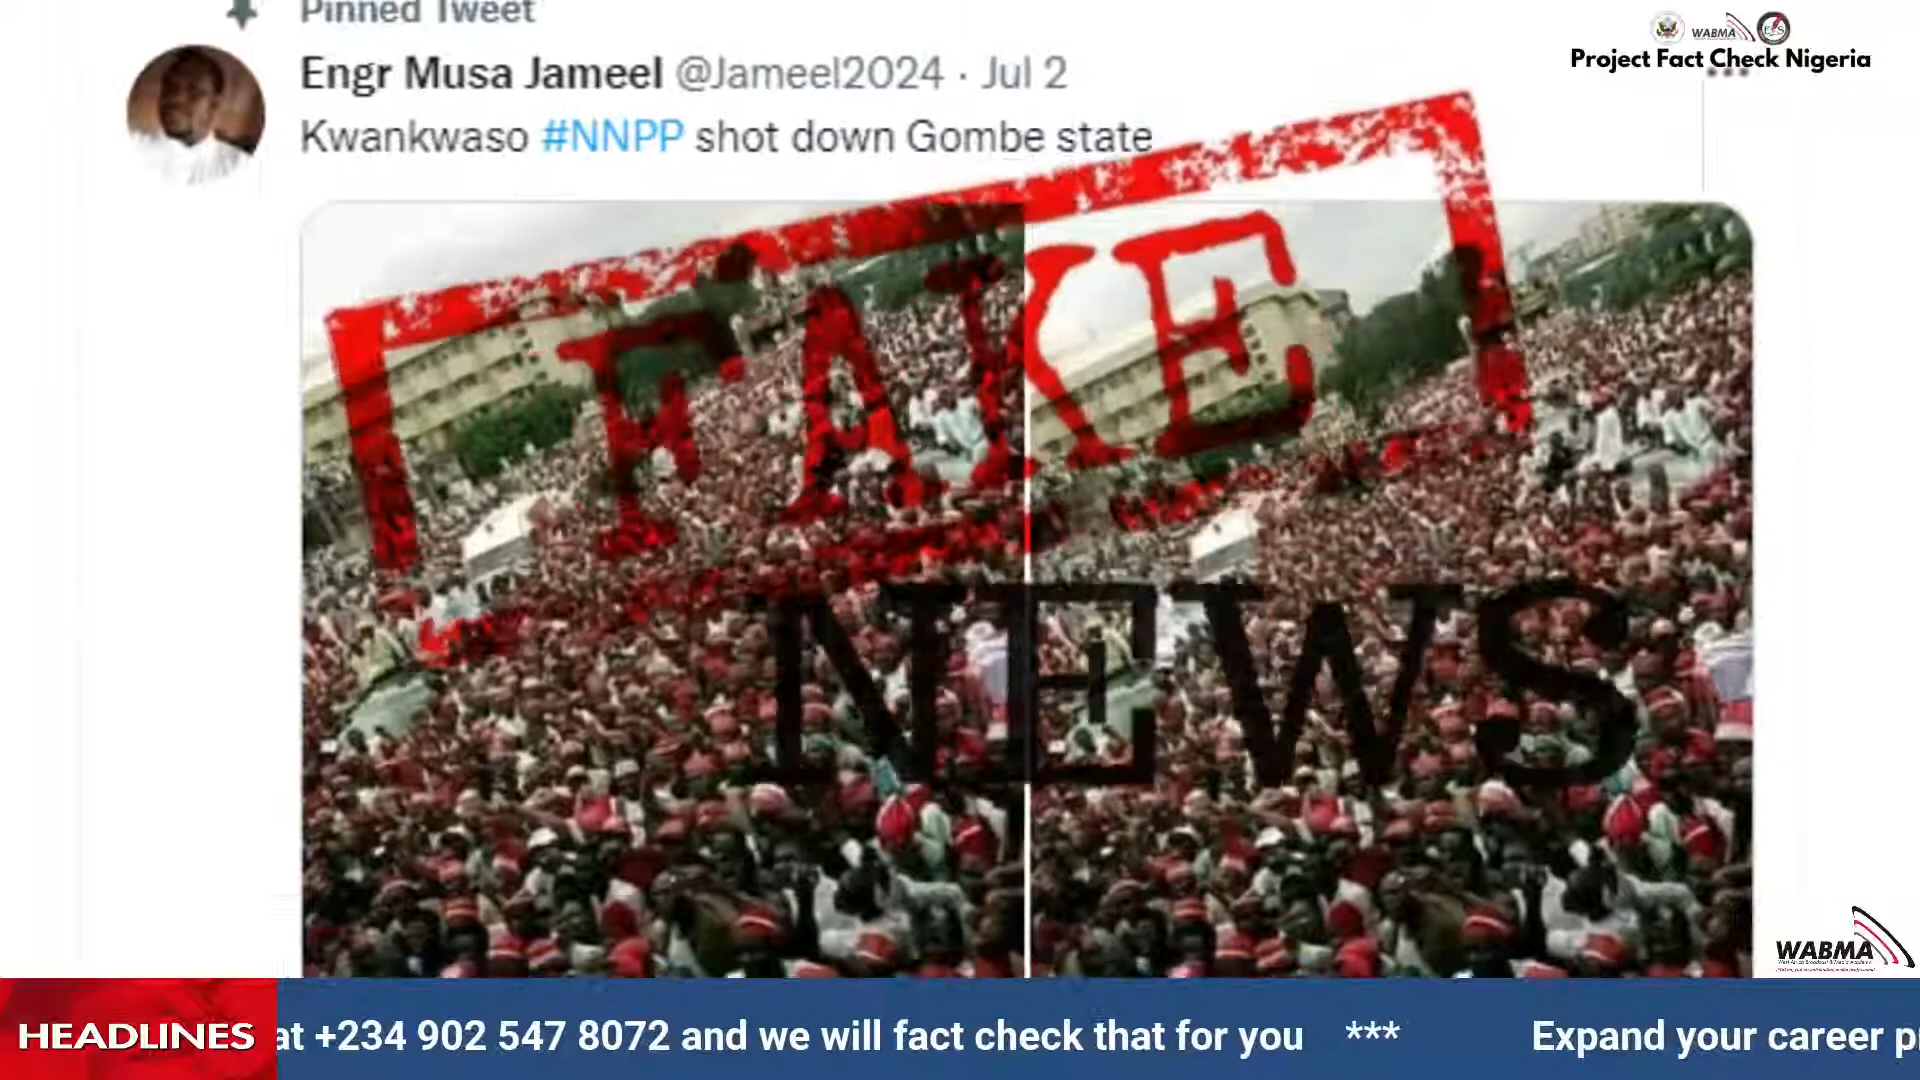 Pinned Tweet
WABMA
Project Fact Check Nigeria
Engr Musa Jameel @Jameel2024 · Jul 2
Kwankwaso #NNPP shot down Gombe state
FAKE
NEWS
WABMA
HEADLINES
at +234 902 547 8072 and we will fact check that for you *** Expand your career pr